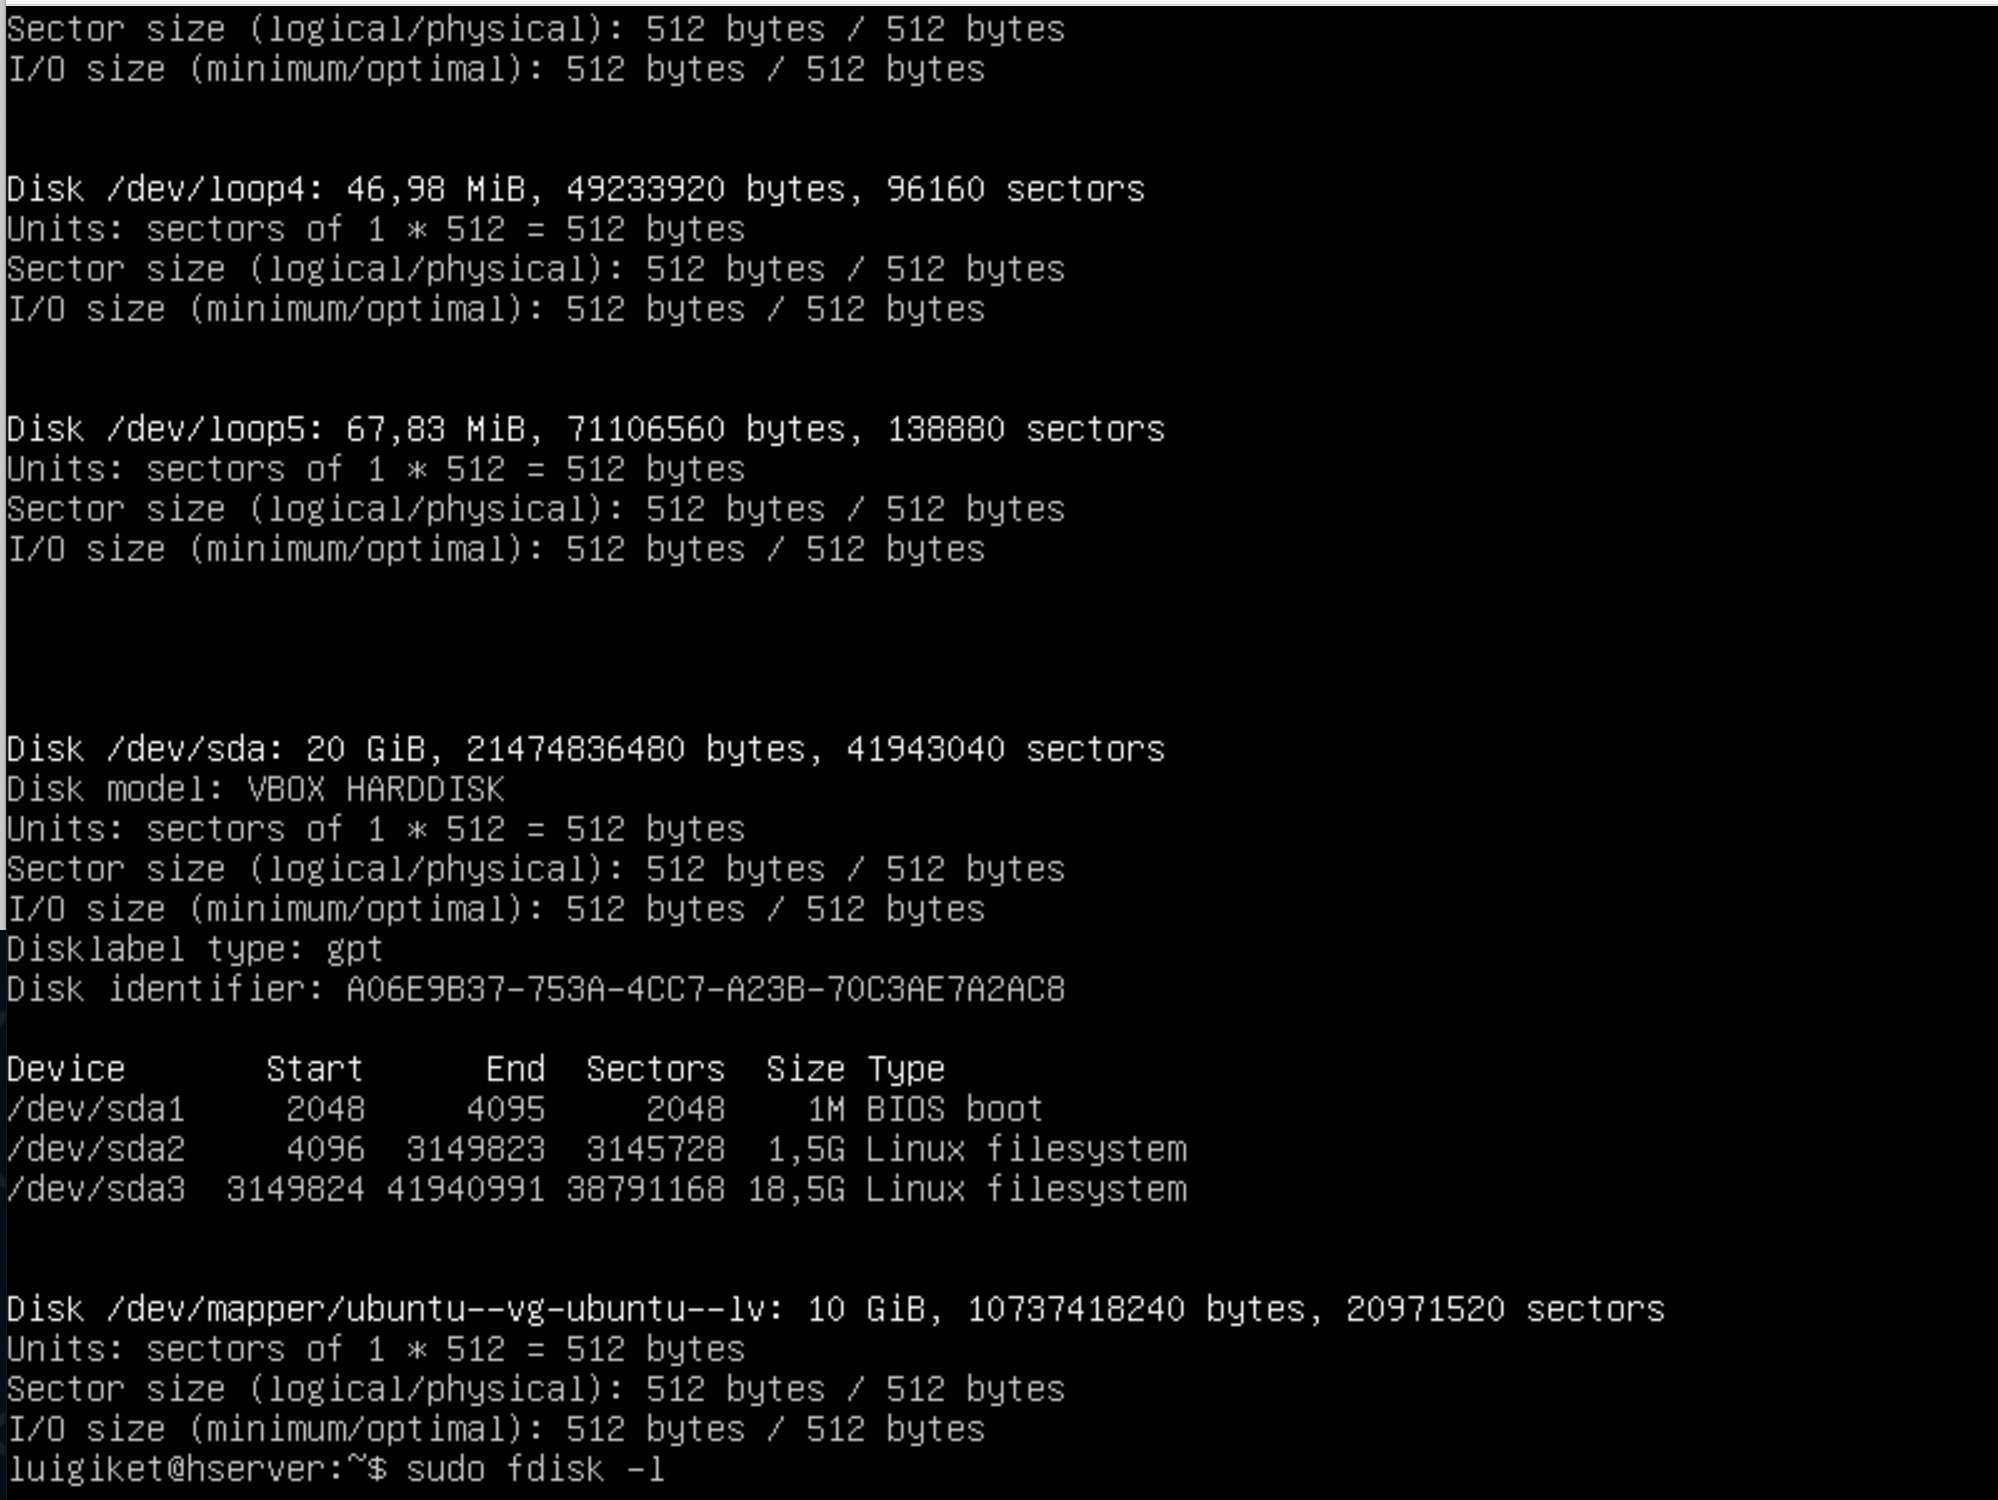 Sector size (logical/physical): 512 bytes / 512 bytes
I/O size (minimum/optimal): 512 bytes / 512 bytes
Disk /dev/loop4: 46,98 MiB, 49233920 bytes, 96160 sectors
Units: sectors of 1 * 512 = 512 bytes
Sector size (logical/physical): 512 bytes / 512 bytes
I/O size (minimum/optimal): 512 bytes / 512 bytes
Disk /dev/loop5: 67,83 MiB, 71106560 bytes, 138880 sectors
Units: sectors of 1 * 512 = 512 bytes
Sector size (logical/physical): 512 bytes / 512 bytes
I/O size (minimum/optimal): 512 bytes / 512 bytes
Disk /dev/sda: 20 GiB, 21474836480 bytes, 41943040 sectors
Disk model: VBOX HARDDISK
Units: sectors of 1 * 512 = 512 bytes
Sector size (logical/physical): 512 bytes / 512 bytes
I/O size (minimum/optimal): 512 bytes / 512 bytes
Disklabel type: gpt
Disk identifier: A06E9B37-753A-4CC7-A23B-70C3AE7A2AC8
Device Start End Sectors Size Type
/dev/sda1 2048 4095 2048 1M BIOS boot
/dev/sda2 4096 3149823 3145728 1,5G Linux filesystem
/dev/sda3 3149824 41940991 38791168 18,5G Linux filesystem
Disk /dev/mapper/ubuntu--vg-ubuntu--lv: 10 GiB, 10737418240 bytes, 20971520 sectors
Units: sectors of 1 * 512 = 512 bytes
Sector size (logical/physical): 512 bytes / 512 bytes
I/O size (minimum/optimal): 512 bytes / 512 bytes
luigiket@hserver:~$ sudo fdisk -l